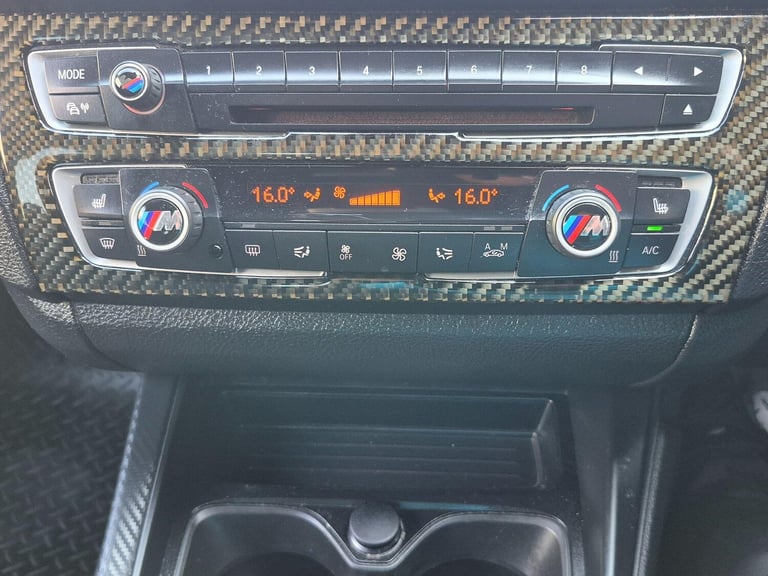 MODE M 1 2 3 4 5 6 7 8
16.0° 16.0°
M M
OFF A M A/C